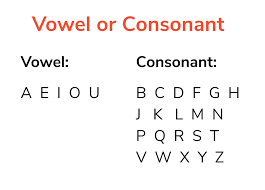 Vowel or Consonant
Vowel:
A E I O U
Consonant:
B C D F G H
J K L M N
P Q R S T
V W X Y Z